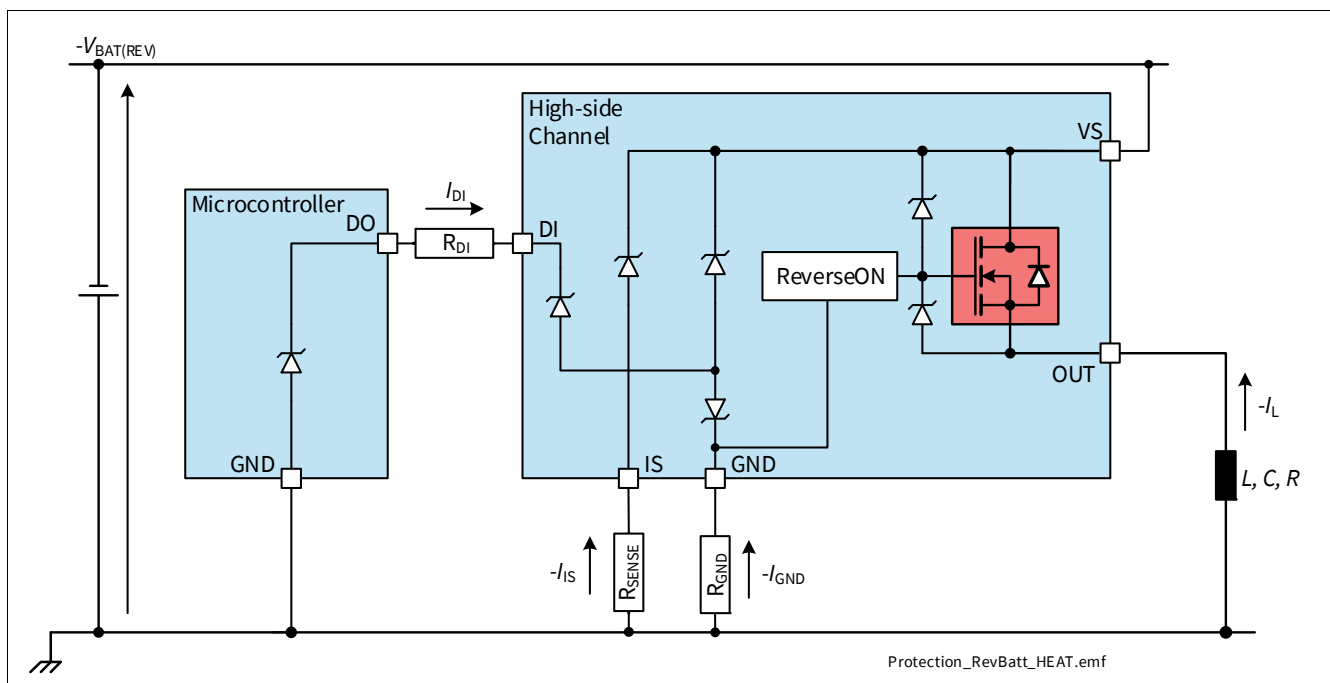 -VBAT(REV)
High-side
Channel
VS
Microcontroller
DO
IDI
RDI
DI
ReverseON
OUT
-IL
GND
IS
GND
L, C, R
-IIS
RSENSE
RGND
-IGND
Protection_RevBatt_HEAT.emf